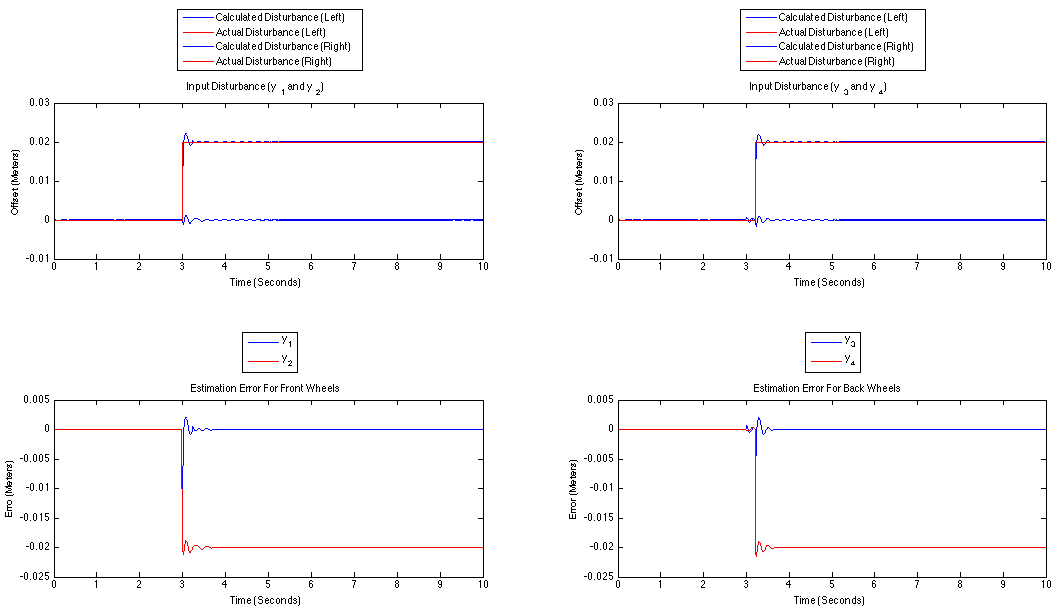 Calculated Disturbance (Left)
Actual Disturbance (Left)
Calculated Disturbance (Right)
Actual Disturbance (Right)
Input Disturbance (y 1 and y 2)
0.03
0.02
0.01
0
-0.01
Offset (Meters)
0 1 2 3 4 5 6 7 8 9 10
Time (Seconds)
Calculated Disturbance (Left)
Actual Disturbance (Left)
Calculated Disturbance (Right)
Actual Disturbance (Right)
Input Disturbance (y 3 and y 4)
0.03
0.02
0.01
0
-0.01
Offset (Meters)
0 1 2 3 4 5 6 7 8 9 10
Time (Seconds)
y1
y2
Estimation Error For Front Wheels
0.005
0
-0.005
-0.01
-0.015
-0.02
-0.025
Erro (Meters)
0 1 2 3 4 5 6 7 8 9 10
Time (Seconds)
y3
y4
Estimation Error For Back Wheels
0.005
0
-0.005
-0.01
-0.015
-0.02
-0.025
Error (Meters)
0 1 2 3 4 5 6 7 8 9 10
Time (Seconds)